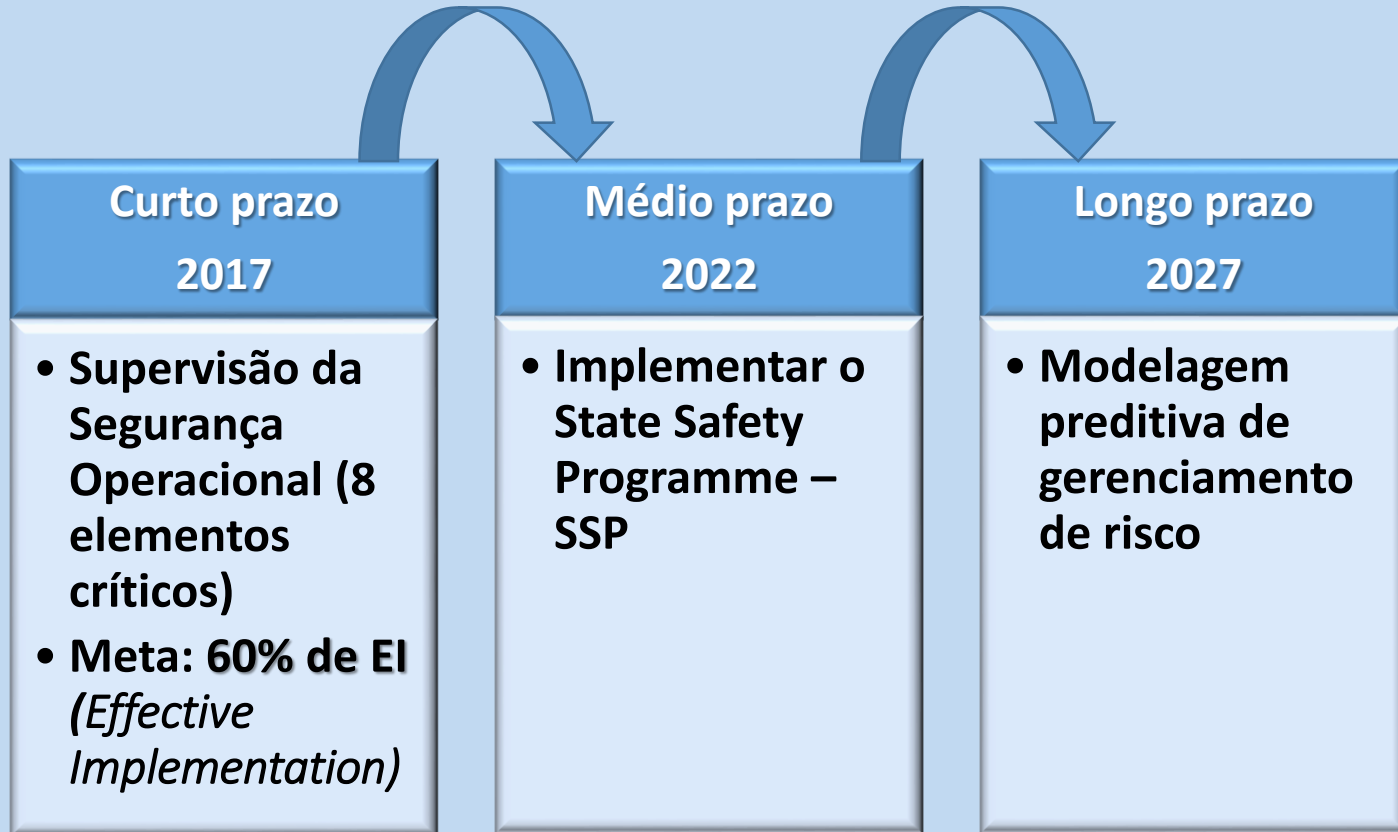 Curto prazo
2017
• Supervisão da
Segurança
Operacional (8
elementos
críticos)
• Meta: 60% de EI
(Effective
Implementation)
Médio prazo
2022
• Implementar o
State Safety
Programme –
SSP
Longo prazo
2027
• Modelagem
preditiva de
gerenciamento
de risco